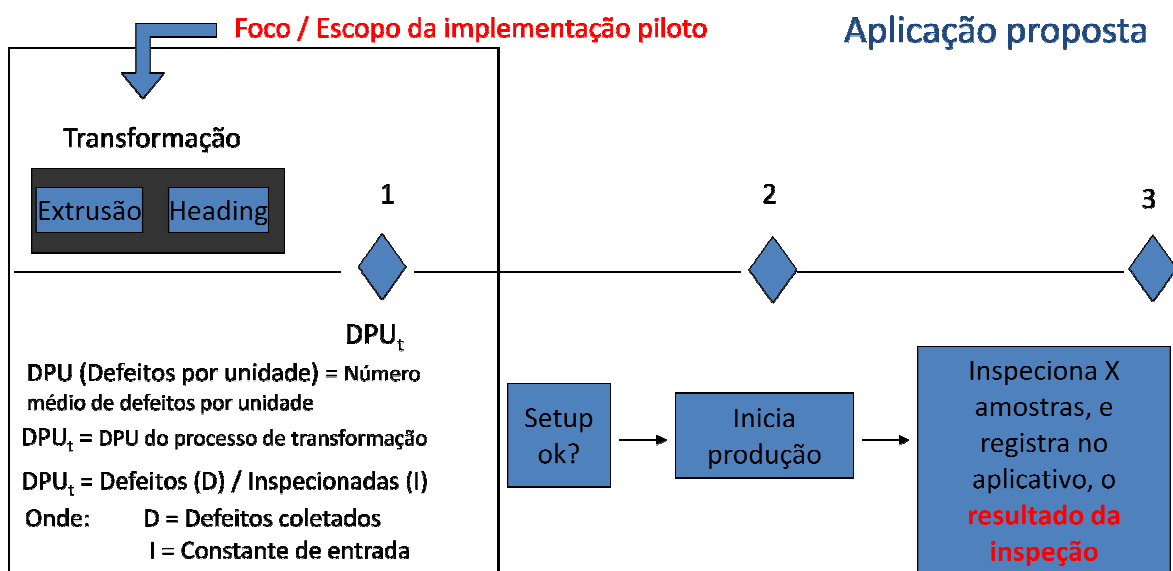 Foco / Escopo da implementação piloto
Aplicação proposta
Transformação
Extrusão
Heading
1
2
3
DPUt
DPU (Defeitos por unidade) = Número
médio de defeitos por unidade
DPUt = DPU do processo de transformação
DPUt = Defeitos (D) / Inspecionadas (I)
Onde: D = Defeitos coletados
I = Constante de entrada
Setup
ok?
Inicia
produção
Inspeciona X
amostras, e
registra no
aplicativo, o
resultado da
inspeção